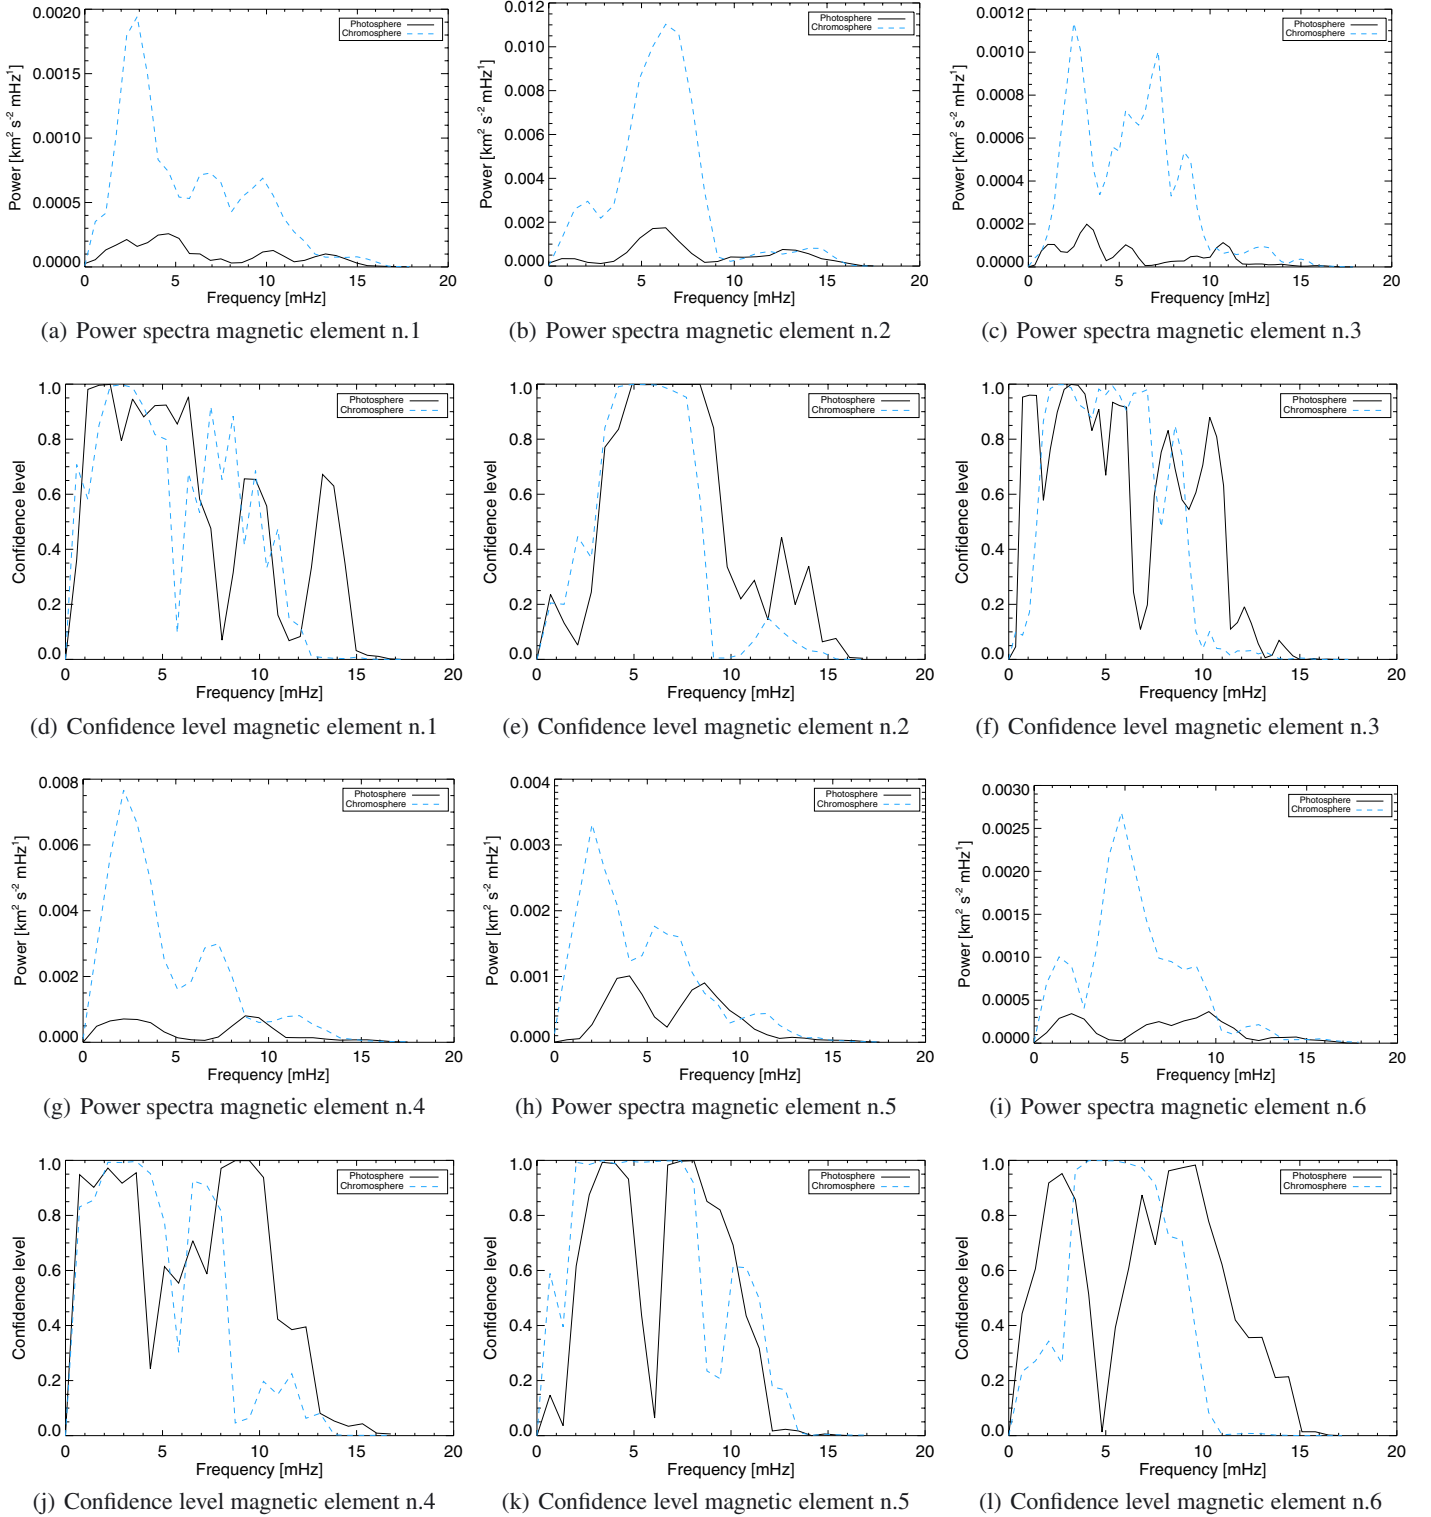 Power [km² s⁻² mHz¹]
0.0020
0.0015
0.0010
0.0005
0.0000
0 5 10 15 20
Frequency [mHz]
Photosphere
Chromosphere
(a) Power spectra magnetic element n.1
Power [km² s⁻² mHz¹]
0.012
0.010
0.008
0.006
0.004
0.002
0.000
0 5 10 15 20
Frequency [mHz]
Photosphere
Chromosphere
(b) Power spectra magnetic element n.2
Power [km² s⁻² mHz¹]
0.0012
0.0010
0.0008
0.0006
0.0004
0.0002
0.0000
0 5 10 15 20
Frequency [mHz]
Photosphere
Chromosphere
(c) Power spectra magnetic element n.3
Confidence level
1.0
0.8
0.6
0.4
0.2
0.0
0 5 10 15 20
Frequency [mHz]
Photosphere
Chromosphere
(d) Confidence level magnetic element n.1
Confidence level
1.0
0.8
0.6
0.4
0.2
0.0
0 5 10 15 20
Frequency [mHz]
Photosphere
Chromosphere
(e) Confidence level magnetic element n.2
Confidence level
1.0
0.8
0.6
0.4
0.2
0.0
0 5 10 15 20
Frequency [mHz]
Photosphere
Chromosphere
(f) Confidence level magnetic element n.3
Power [km² s⁻² mHz¹]
0.008
0.006
0.004
0.002
0.000
0 5 10 15 20
Frequency [mHz]
Photosphere
Chromosphere
(g) Power spectra magnetic element n.4
Power [km² s⁻² mHz¹]
0.004
0.003
0.002
0.001
0.000
0 5 10 15 20
Frequency [mHz]
Photosphere
Chromosphere
(h) Power spectra magnetic element n.5
Power [km² s⁻² mHz¹]
0.0030
0.0025
0.0020
0.0015
0.0010
0.0005
0.0000
0 5 10 15 20
Frequency [mHz]
Photosphere
Chromosphere
(i) Power spectra magnetic element n.6
Confidence level
1.0
0.8
0.6
0.4
0.2
0.0
0 5 10 15 20
Frequency [mHz]
Photosphere
Chromosphere
(j) Confidence level magnetic element n.4
Confidence level
1.0
0.8
0.6
0.4
0.2
0.0
0 5 10 15 20
Frequency [mHz]
Photosphere
Chromosphere
(k) Confidence level magnetic element n.5
Confidence level
1.0
0.8
0.6
0.4
0.2
0.0
0 5 10 15 20
Frequency [mHz]
Photosphere
Chromosphere
(l) Confidence level magnetic element n.6